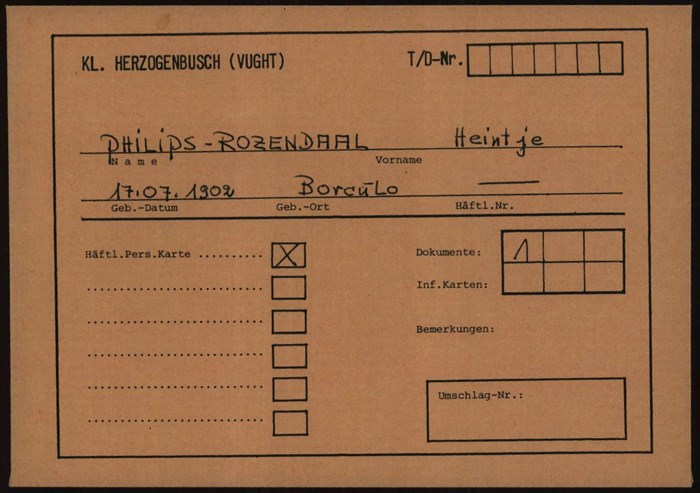 KL. HERZOGENBUSCH (VUGHT) T/D-Nr.
PHILIPS-ROZENDAAL Heintje
Name Vorname
17.07.1902 Borculo —
Geb.-Datum Geb.-Ort Häftl.Nr.
Häftl.Pers.Karte .......... X Dokumente: 1
Inf.Karten:
Bemerkungen:
Umschlag-Nr.: